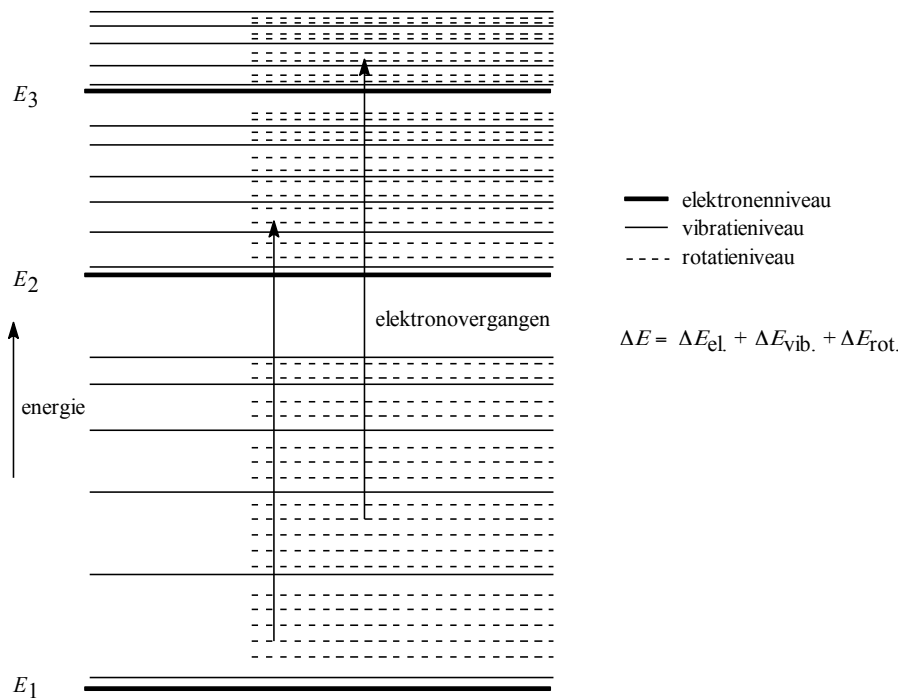 E3
elektronenniveau
vibratieniveau
rotatieniveau
E2
elektronovergangen
ΔE = ΔEel. + ΔEvib. + ΔErot.
energie
E1